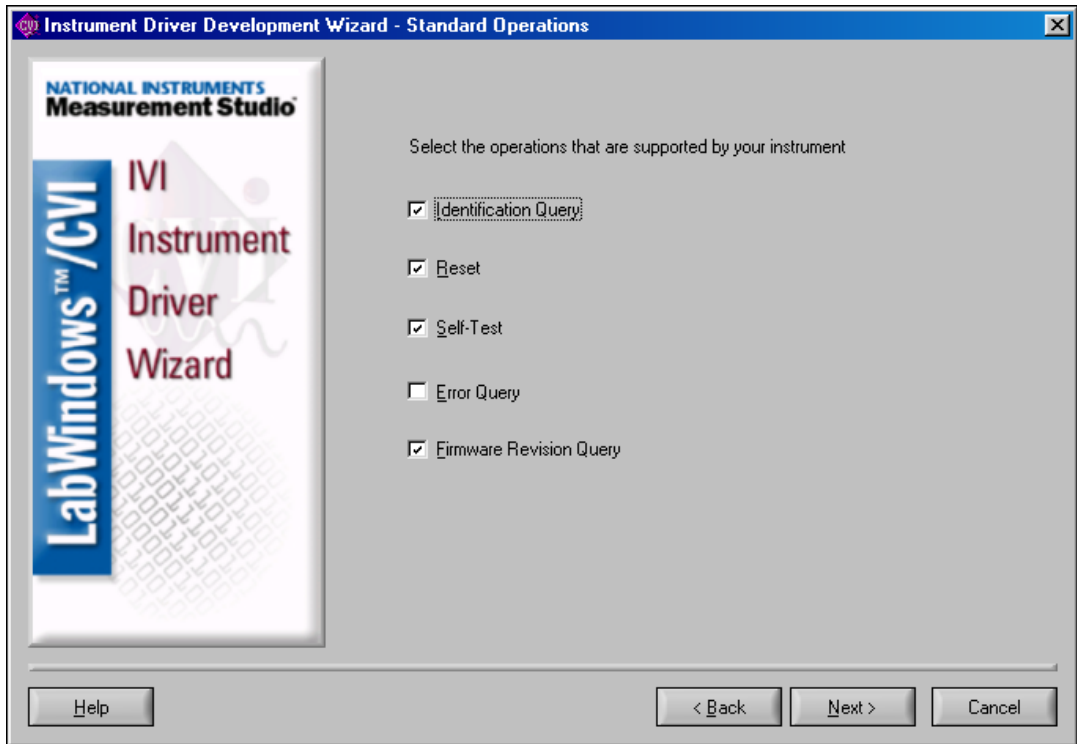 Instrument Driver Development Wizard - Standard Operations
NATIONAL INSTRUMENTS
Measurement Studio
LabWindows™/CVI
IVI
Instrument
Driver
Wizard
Select the operations that are supported by your instrument
Identification Query
Reset
Self-Test
Error Query
Firmware Revision Query
Help
< Back
Next >
Cancel